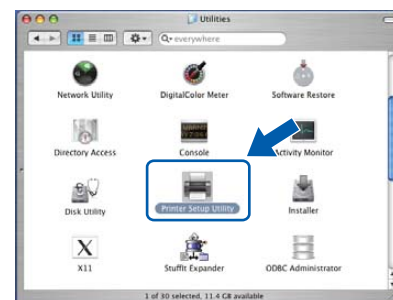 Utilities
Q- everywhere
Network Utility
DigitalColor Meter
Software Restore
Directory Access
Console
Activity Monitor
Disk Utility
Printer Setup Utility
Installer
X11
StuffIt Expander
ODBC Administrator
1 of 30 selected, 11.4 GB available